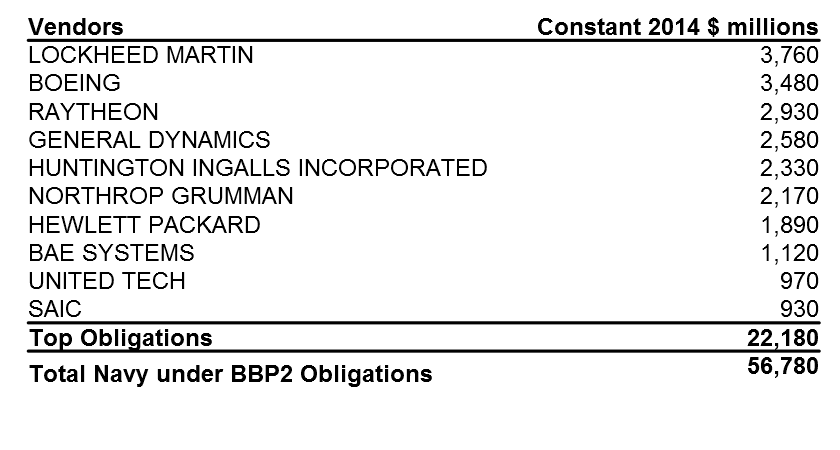 Vendors Constant 2014 $ millions
LOCKHEED MARTIN 3,760
BOEING 3,480
RAYTHEON 2,930
GENERAL DYNAMICS 2,580
HUNTINGTON INGALLS INCORPORATED 2,330
NORTHROP GRUMMAN 2,170
HEWLETT PACKARD 1,890
BAE SYSTEMS 1,120
UNITED TECH 970
SAIC 930
Top Obligations 22,180
Total Navy under BBP2 Obligations 56,780